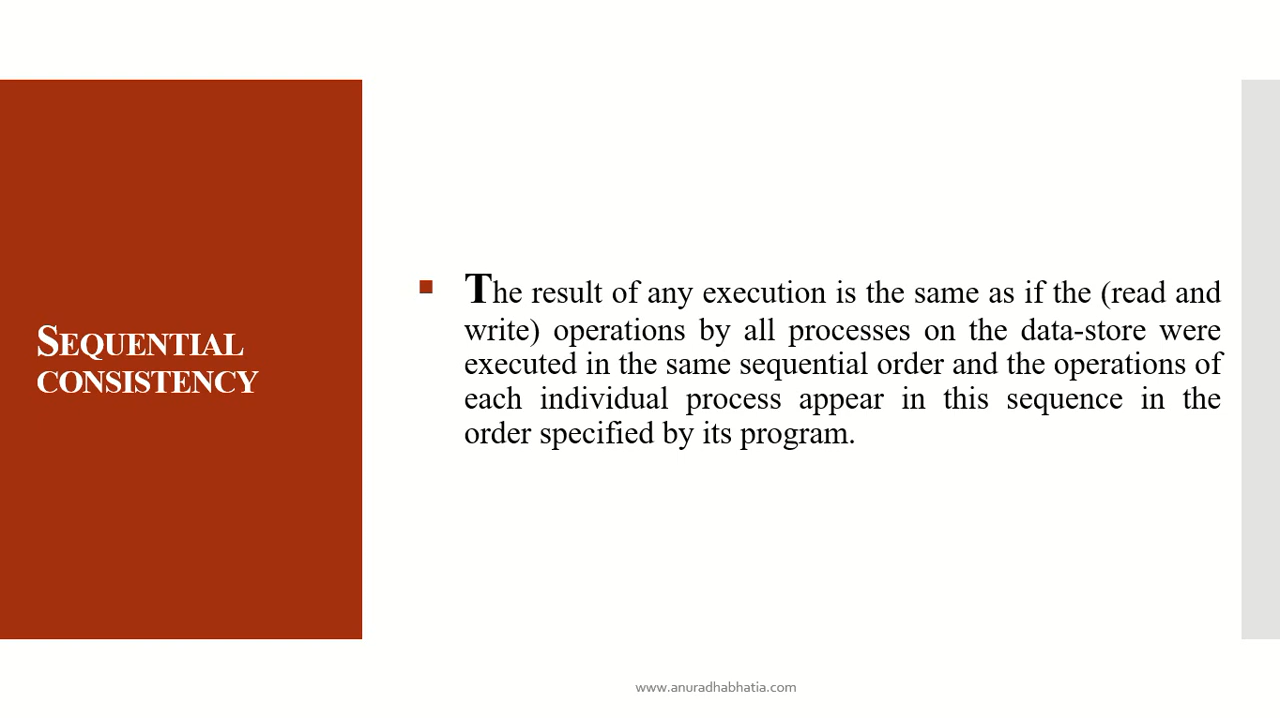 SEQUENTIAL
CONSISTENCY
The result of any execution is the same as if the (read and
write) operations by all processes on the data-store were
executed in the same sequential order and the operations of
each individual process appear in this sequence in the
order specified by its program.
www.anuradhabhatia.com